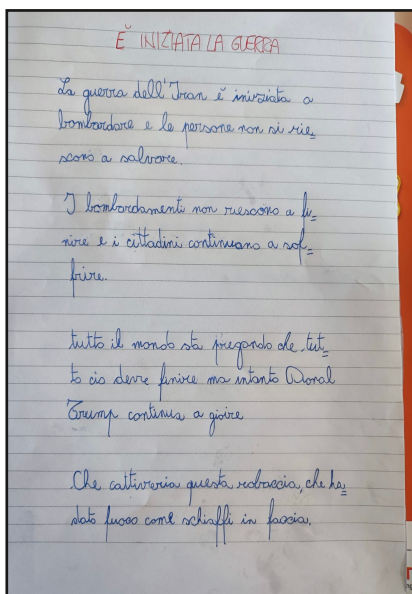 È INIZIATA LA GUERRA
La guerra dell'Iran è iniziata a
bombardare e le persone non si rie=
scono a salvare.
I bombardamenti non riescono a fi=
nire e i cittadini continuano a sof=
frire.
tutto il mondo sta pregando che tut=
to ciò deve finire ma intanto Donal
Trump continua a gioire
Che cattiveria questa robaccia, che ha=
dato fuoco come schiaffi in faccia.